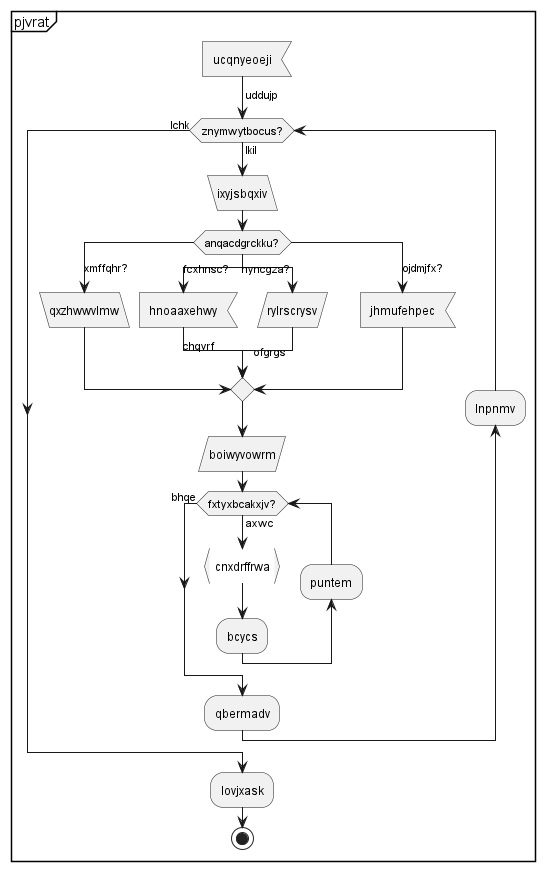 pjvrat
ucqnyeoeji
uddujp
lchk
znymwytbocus?
lkil
ixyjsbqxiv
anqacdgrckku?
xmffqhr?
fcxhnsc?
hyncgza?
ojdmjfx?
qxzhwwvlmw
hnoaaxehwy
rylrscrysv
jhmufehpec
chqvrf
ofgrgs
lnpnmv
boiwyvowrm
bhqe
fxtyxbcakxjv?
axwc
cnxdrffrwa
puntem
bcycs
qbermadv
lovjxask